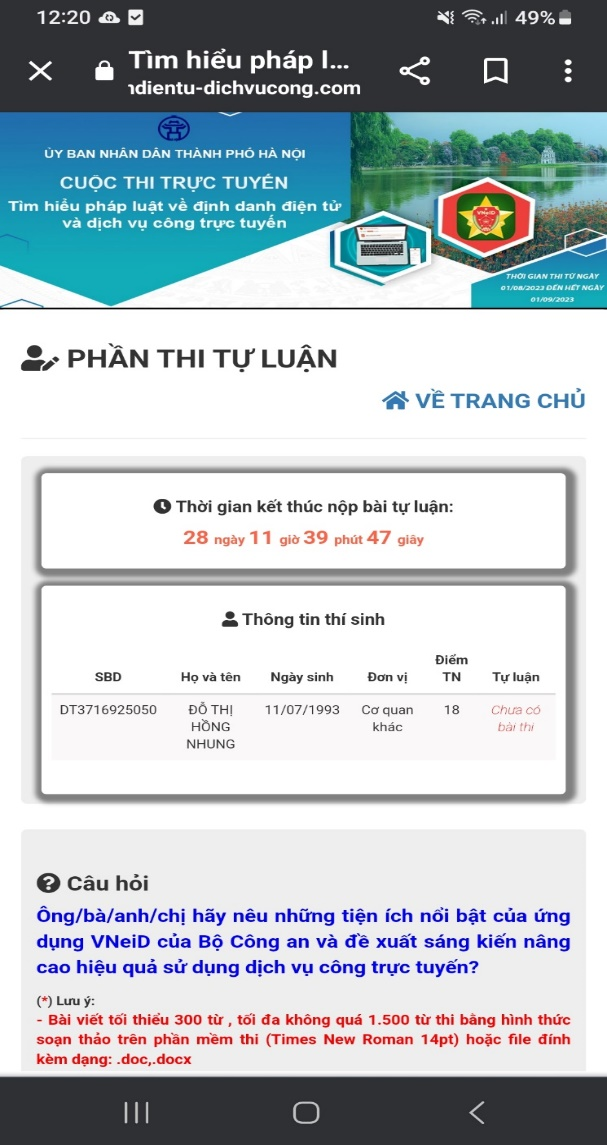 12:20
49%
Tìm hiểu pháp l...
ndientu-dichvucong.com
ỦY BAN NHÂN DÂN THÀNH PHỐ HÀ NỘI
CUỘC THI TRỰC TUYẾN
Tìm hiểu pháp luật về định danh điện tử
và dịch vụ công trực tuyến
VNeID
THỜI GIAN THI TỪ NGÀY
01/08/2023 ĐẾN HẾT NGÀY
01/09/2023
PHẦN THI TỰ LUẬN
VỀ TRANG CHỦ
Thời gian kết thúc nộp bài tự luận:
28 ngày 11 giờ 39 phút 47 giây
Thông tin thí sinh
SBD Họ và tên Ngày sinh Đơn vị Điểm TN Tự luận
DT3716925050 ĐỖ THỊ HỒNG NHUNG 11/07/1993 Cơ quan khác 18 Chưa có bài thi
Câu hỏi
Ông/bà/anh/chị hãy nêu những tiện ích nổi bật của ứng
dụng VNeiD của Bộ Công an và đề xuất sáng kiến nâng
cao hiệu quả sử dụng dịch vụ công trực tuyến?
(*) Lưu ý:
- Bài viết tối thiểu 300 từ , tối đa không quá 1.500 từ thi bằng hình thức
soạn thảo trên phần mềm thi (Times New Roman 14pt) hoặc file đính
kèm dạng: .doc,.docx